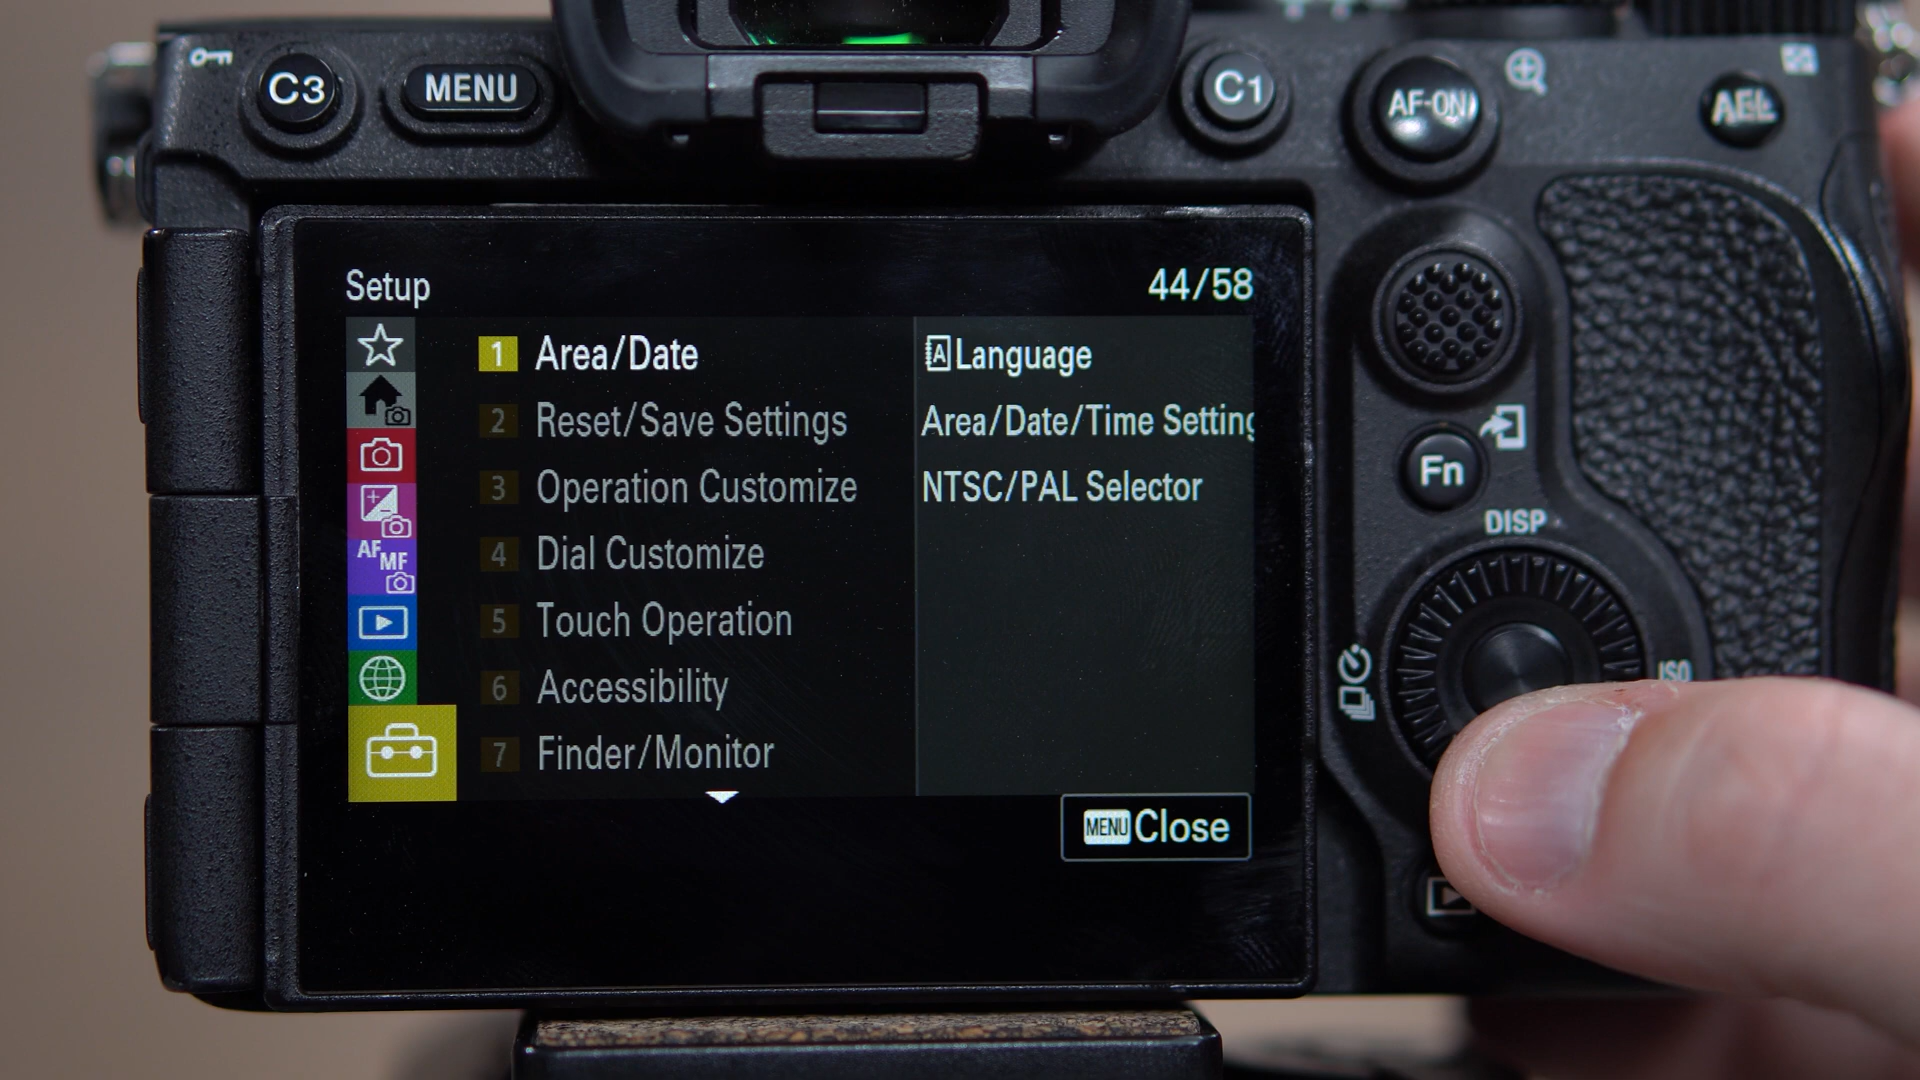 C3
MENU
C1
AF-ON
AEL
Setup
44/58
1 Area/Date
2 Reset/Save Settings
3 Operation Customize
4 Dial Customize
5 Touch Operation
6 Accessibility
7 Finder/Monitor
AF MF
A Language
Area/Date/Time Setting
NTSC/PAL Selector
MENU Close
Fn
DISP
ISO